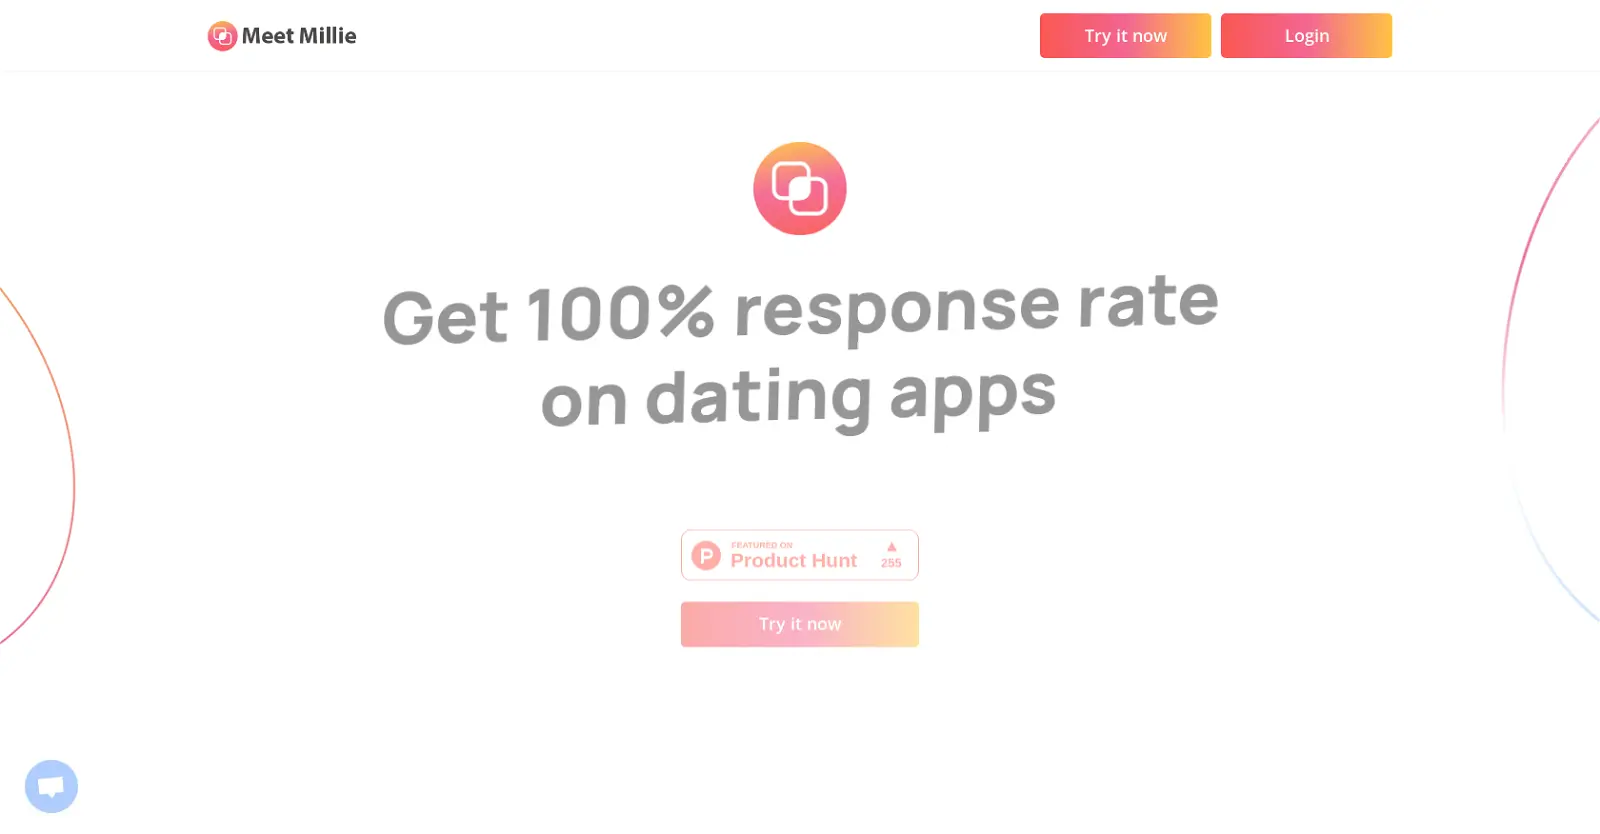 Meet Millie
Try it now
Login
Get 100% response rate
on dating apps
FEATURED ON
Product Hunt
255
Try it now